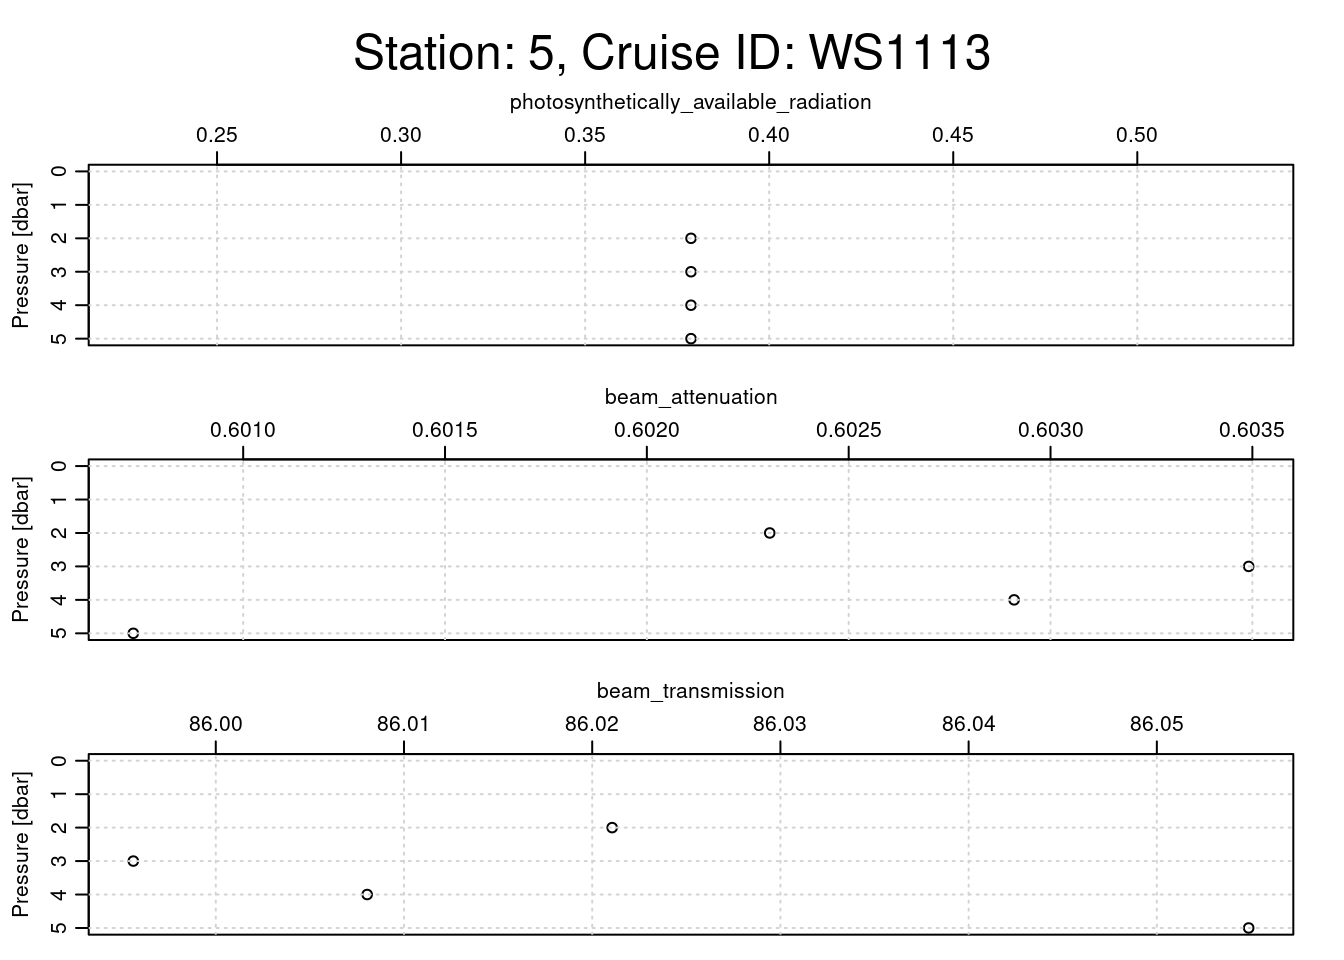 Station: 5, Cruise ID: WS1113
photosynthetically_available_radiation
0.25 0.30 0.35 0.40 0.45 0.50
Pressure [dbar]
0
1
2
3
4
5
beam_attenuation
0.6010 0.6015 0.6020 0.6025 0.6030 0.6035
Pressure [dbar]
0
1
2
3
4
5
beam_transmission
86.00 86.01 86.02 86.03 86.04 86.05
Pressure [dbar]
0
1
2
3
4
5